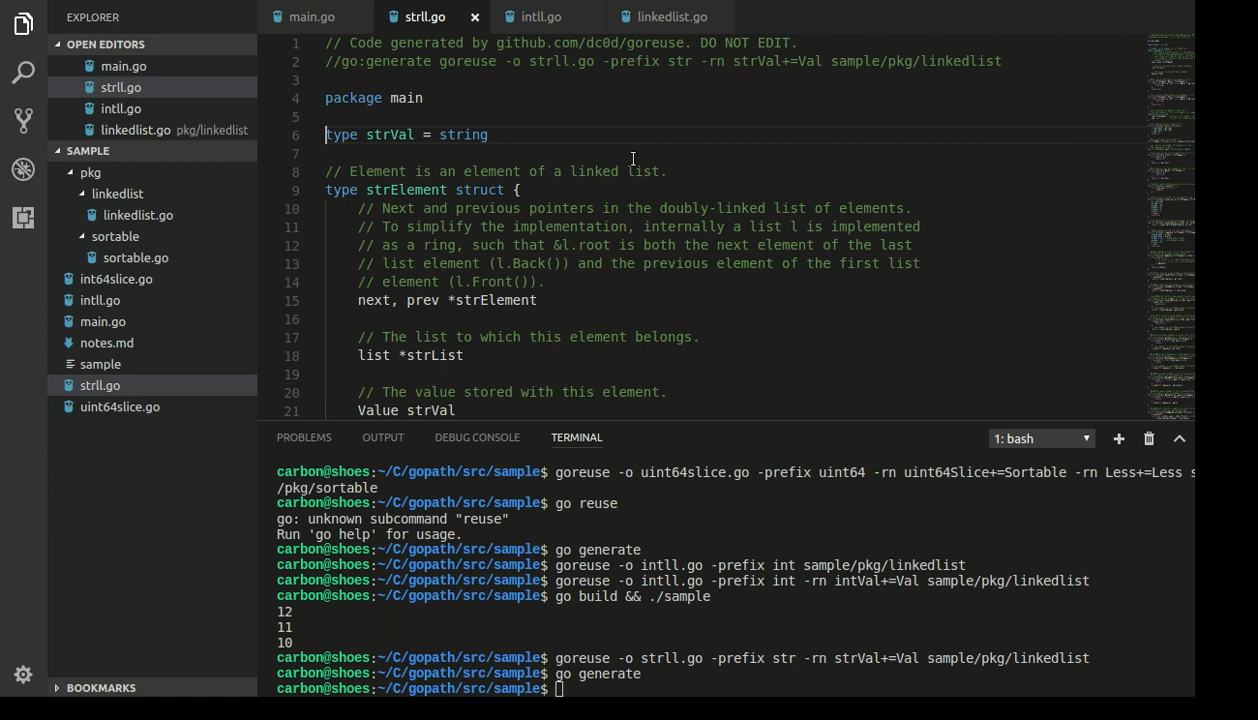 EXPLORER
OPEN EDITORS
main.go
strll.go
intll.go
linkedlist.go pkg/linkedlist
SAMPLE
pkg
linkedlist
linkedlist.go
sortable
sortable.go
int64slice.go
intll.go
main.go
notes.md
sample
strll.go
uint64slice.go
BOOKMARKS
main.go strll.go intll.go linkedlist.go
1 // Code generated by github.com/dc0d/goreuse. DO NOT EDIT.
2 //go:generate goreuse -o strll.go -prefix str -rn strVal+=Val sample/pkg/linkedlist
3
4 package main
5
6 type strVal = string
7
8 // Element is an element of a linked list.
9 type strElement struct {
10 // Next and previous pointers in the doubly-linked list of elements.
11 // To simplify the implementation, internally a list l is implemented
12 // as a ring, such that &l.root is both the next element of the last
13 // list element (l.Back()) and the previous element of the first list
14 // element (l.Front()).
15 next, prev *strElement
16
17 // The list to which this element belongs.
18 list *strList
19
20 // The value stored with this element.
21 Value strVal
PROBLEMS OUTPUT DEBUG CONSOLE TERMINAL 1: bash
carbon@shoes:~/C/gopath/src/sample$ goreuse -o uint64slice.go -prefix uint64 -rn uint64Slice+=Sortable -rn Less+=Less s
/pkg/sortable
carbon@shoes:~/C/gopath/src/sample$ go reuse
go: unknown subcommand "reuse"
Run 'go help' for usage.
carbon@shoes:~/C/gopath/src/sample$ go generate
carbon@shoes:~/C/gopath/src/sample$ goreuse -o intll.go -prefix int sample/pkg/linkedlist
carbon@shoes:~/C/gopath/src/sample$ goreuse -o intll.go -prefix int -rn intVal+=Val sample/pkg/linkedlist
carbon@shoes:~/C/gopath/src/sample$ go build && ./sample
12
11
10
carbon@shoes:~/C/gopath/src/sample$ goreuse -o strll.go -prefix str -rn strVal+=Val sample/pkg/linkedlist
carbon@shoes:~/C/gopath/src/sample$ go generate
carbon@shoes:~/C/gopath/src/sample$